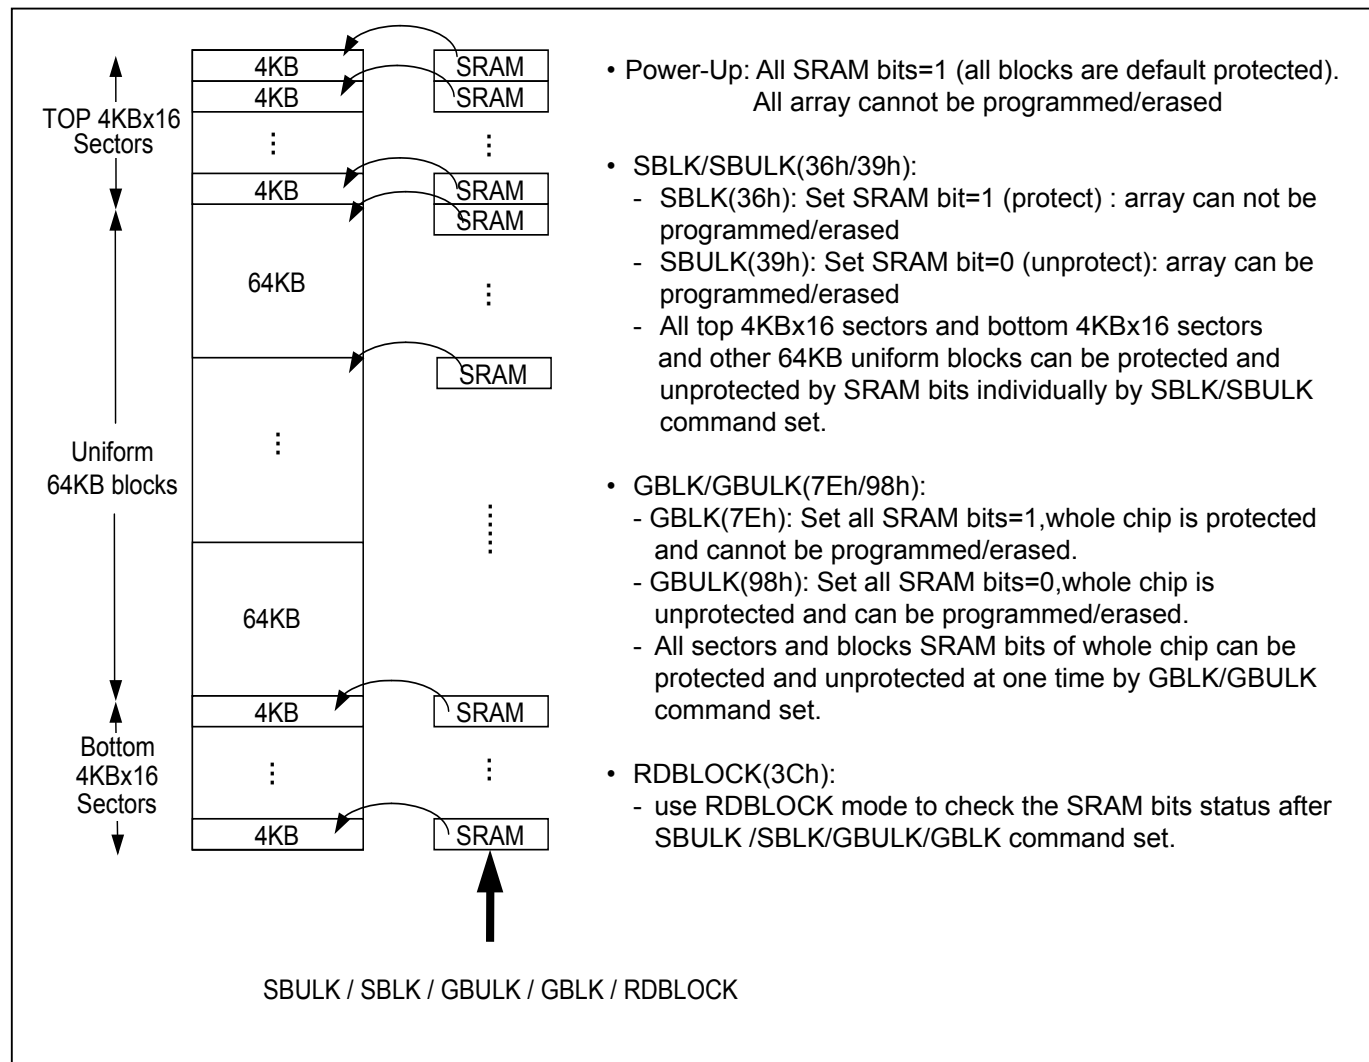 4KB
SRAM
4KB
SRAM
TOP 4KBx16
Sectors
⋮
⋮
4KB
SRAM
SRAM
64KB
⋮
SRAM
Uniform
64KB blocks
⋮
64KB
4KB
SRAM
Bottom
4KBx16
Sectors
⋮
⋮
4KB
SRAM
SBULK / SBLK / GBULK / GBLK / RDBLOCK
• Power-Up: All SRAM bits=1 (all blocks are default protected).
All array cannot be programmed/erased
• SBLK/SBULK(36h/39h):
- SBLK(36h): Set SRAM bit=1 (protect) : array can not be
programmed/erased
- SBULK(39h): Set SRAM bit=0 (unprotect): array can be
programmed/erased
- All top 4KBx16 sectors and bottom 4KBx16 sectors
and other 64KB uniform blocks can be protected and
unprotected by SRAM bits individually by SBLK/SBULK
command set.
• GBLK/GBULK(7Eh/98h):
- GBLK(7Eh): Set all SRAM bits=1,whole chip is protected
and cannot be programmed/erased.
- GBULK(98h): Set all SRAM bits=0,whole chip is
unprotected and can be programmed/erased.
- All sectors and blocks SRAM bits of whole chip can be
protected and unprotected at one time by GBLK/GBULK
command set.
• RDBLOCK(3Ch):
- use RDBLOCK mode to check the SRAM bits status after
SBULK /SBLK/GBULK/GBLK command set.